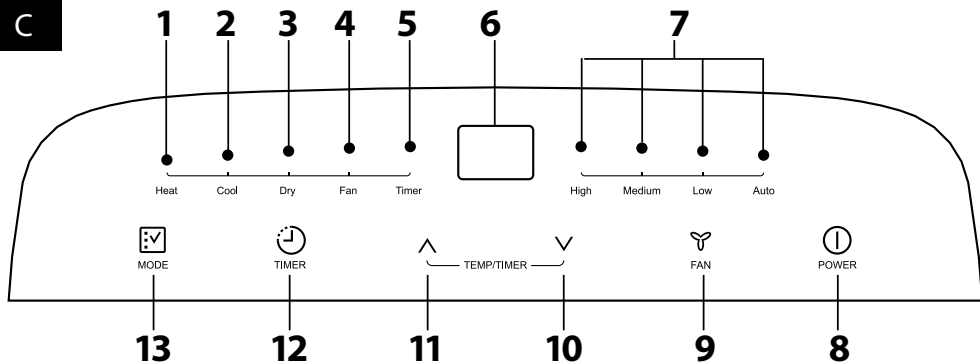 C
1 2 3 4 5 6 7
Heat Cool Dry Fan Timer High Medium Low Auto
MODE TIMER TEMP/TIMER FAN POWER
13 12 11 10 9 8